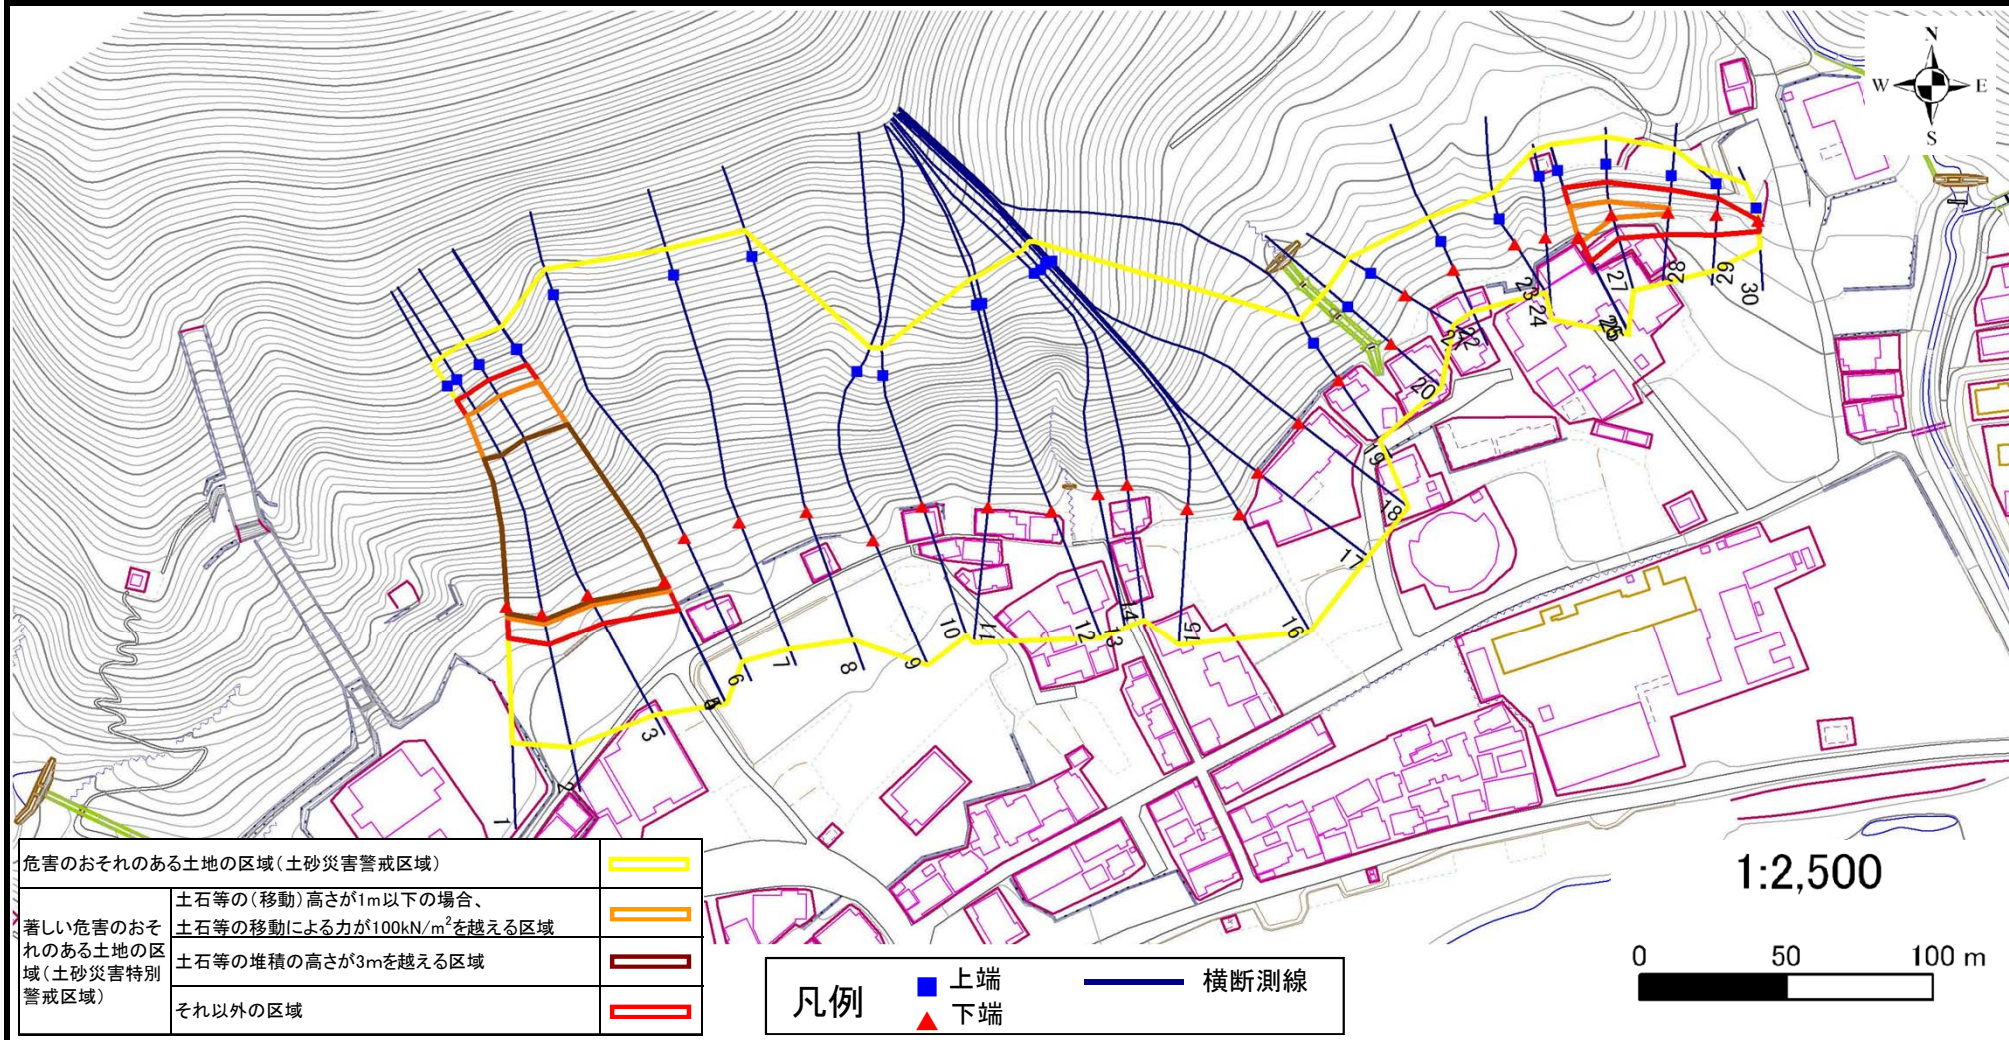 N
W E
S
1
2
3
6
7
8
9
10
11
12
13
14
15
16
17
18
19
20
21
22
23
24
27
28
29
30
1:2,500
0 50 100 m
危害のおそれのある土地の区域(土砂災害警戒区域)
著しい危害のおそれのある土地の区域(土砂災害特別警戒区域)
土石等の(移動)高さが1m以下の場合、
土石等の移動による力が100kN/m²を越える区域
土石等の堆積の高さが3mを越える区域
それ以外の区域
凡例
上端
下端
横断測線